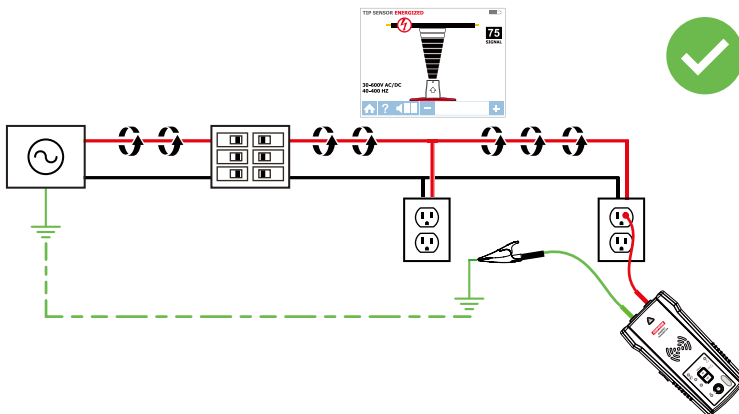 TIP SENSOR ENERGIZED
75
SIGNAL
30-600V AC/DC
40-400 HZ
?